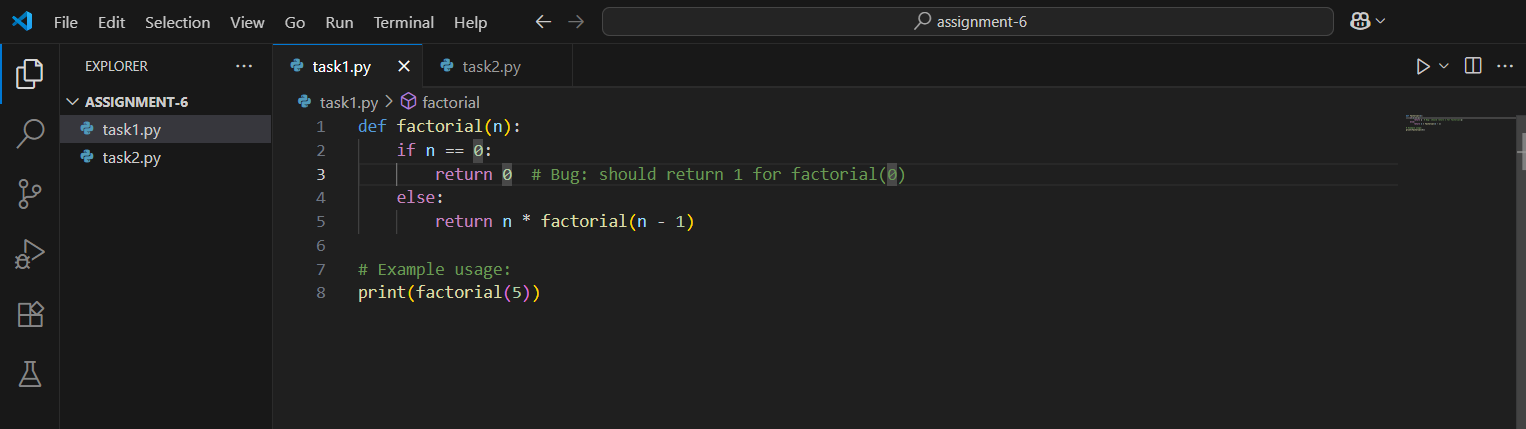 File Edit Selection View Go Run Terminal Help assignment-6
EXPLORER
ASSIGNMENT-6
task1.py
task2.py
task1.py task2.py
task1.py > factorial
1 def factorial(n):
2     if n == 0:
3         return 0  # Bug: should return 1 for factorial(0)
4     else:
5         return n * factorial(n - 1)
6
7 # Example usage:
8 print(factorial(5))